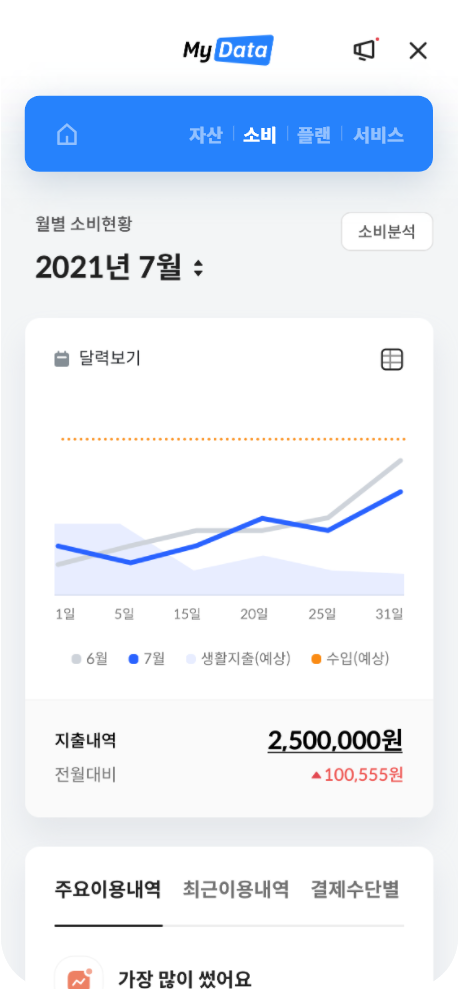 My Data
자산 소비 플랜 서비스
월별 소비현황
소비분석
2021년 7월
달력보기
1일 5일 15일 20일 25일 31일
6월 7월 생활지출(예상) 수입(예상)
지출내역 2,500,000원
전월대비 ▲100,555원
주요이용내역 최근이용내역 결제수단별
가장 많이 썼어요